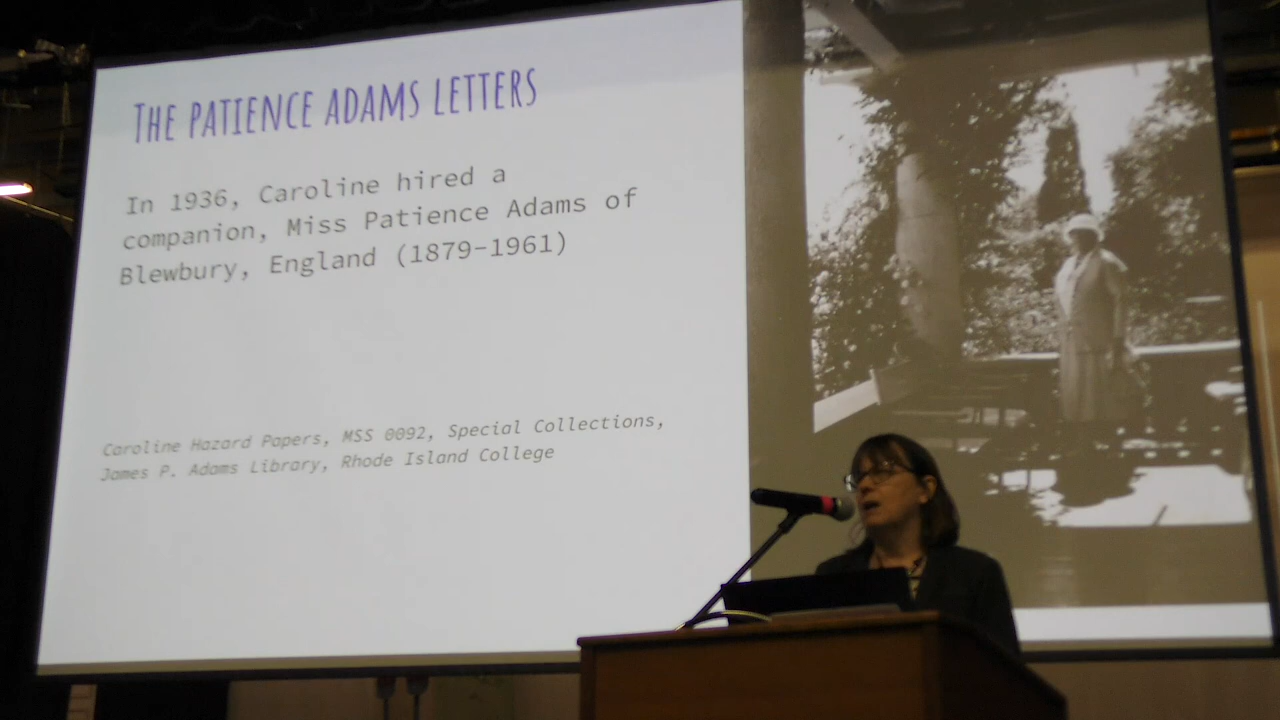 THE PATIENCE ADAMS LETTERS
In 1936, Caroline hired a
companion, Miss Patience Adams of
Blewbury, England (1879-1961)
Caroline Hazard Papers, MSS 0092, Special Collections,
James P. Adams Library, Rhode Island College